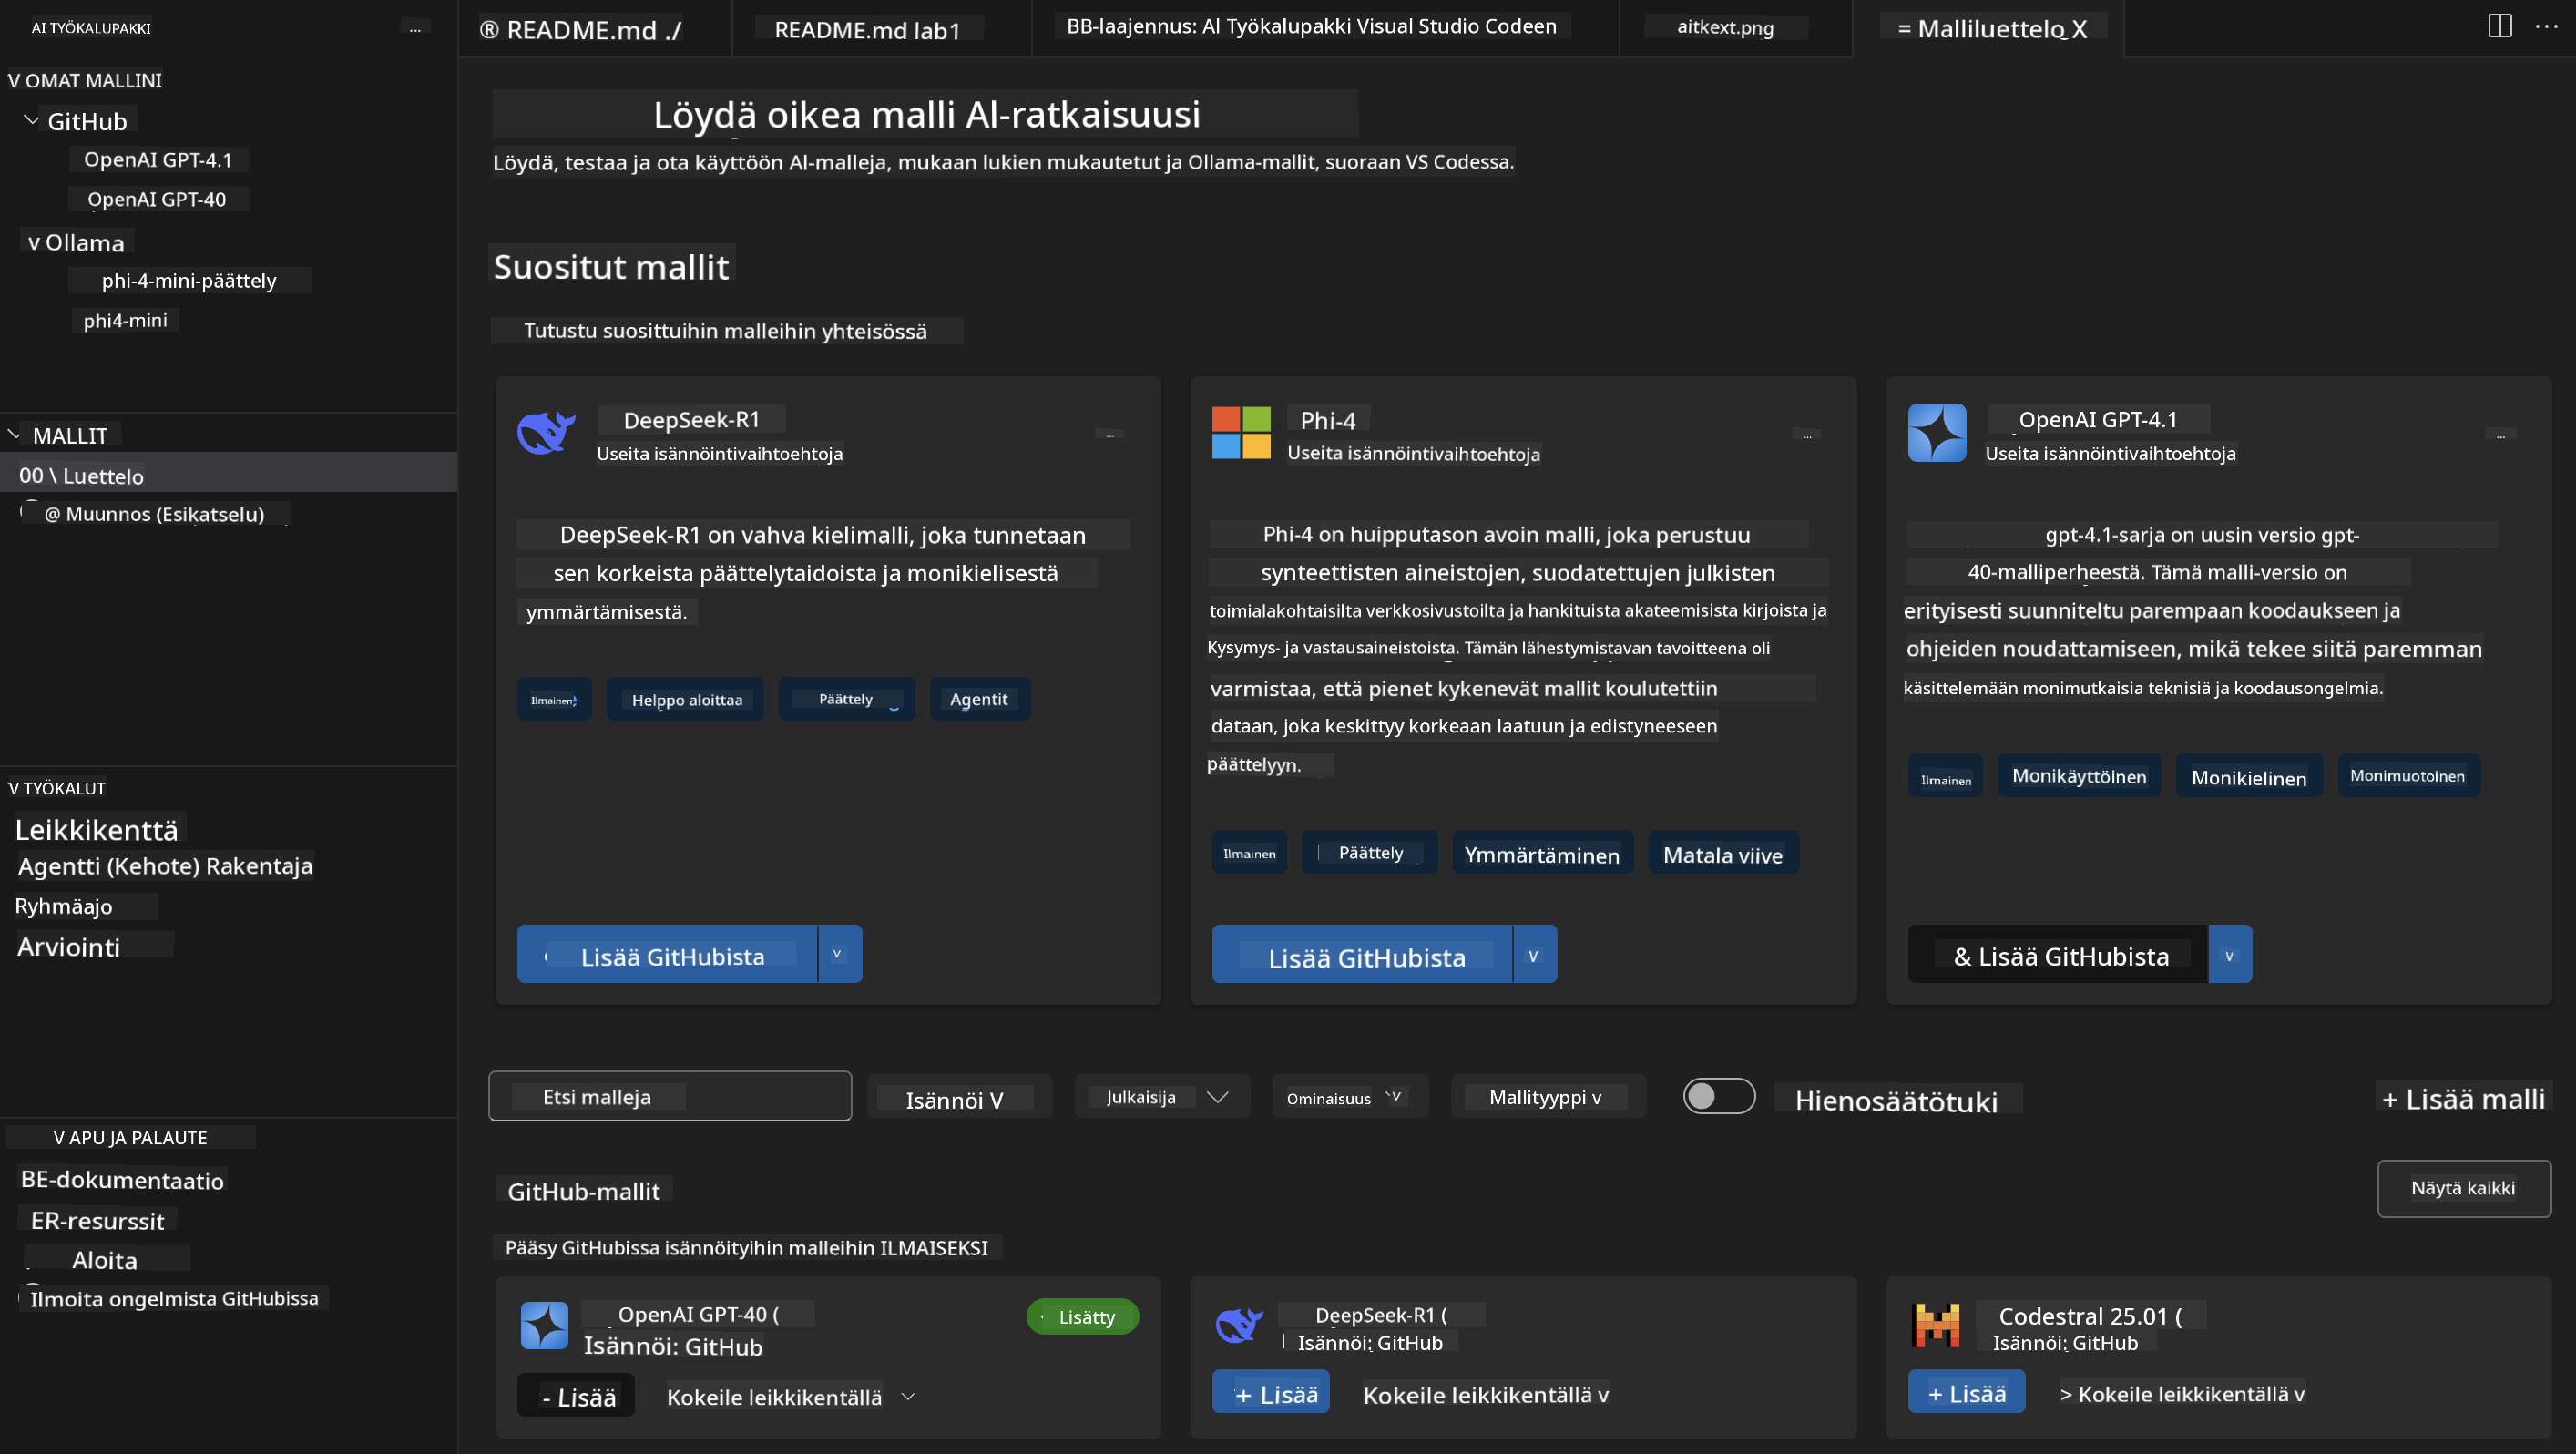 AI TYÖKALUPAKKI
...
V OMAT MALLINI
GitHub
OpenAI GPT-4.1
OpenAI GPT-40
v Ollama
phi-4-mini-päättely
phi4-mini
MALLIT
00 \ Luettelo
@ Muunnos (Esikatselu)
V TYÖKALUT
Leikkikenttä
Agentti (Kehote) Rakentaja
Ryhmäajo
Arviointi
V APU JA PALAUTE
BE-dokumentaatio
ER-resurssit
Aloita
Ilmoita ongelmista GitHubissa
® README.md ./
README.md lab1
BB-laajennus: Al Työkalupakki Visual Studio Codeen
aitkext.png
= Malliluettelo X
Löydä oikea malli Al-ratkaisuusi
Löydä, testaa ja ota käyttöön Al-malleja, mukaan lukien mukautetut ja Ollama-mallit, suoraan VS Codessa.
Suositut mallit
Tutustu suosittuihin malleihin yhteisössä
DeepSeek-R1
...
Useita isännöintivaihtoehtoja
DeepSeek-R1 on vahva kielimalli, joka tunnetaan
sen korkeista päättelytaidoista ja monikielisestä
ymmärtämisestä.
Ilmainen
Helppo aloittaa
Päättely
Agentit
Lisää GitHubista
v
Phi-4
...
Useita isännöintivaihtoehtoja
Phi-4 on huipputason avoin malli, joka perustuu
synteettisten aineistojen, suodatettujen julkisten
toimialakohtaisilta verkkosivustoilta ja hankituista akateemisista kirjoista ja
Kysymys- ja vastausaineistoista. Tämän lähestymistavan tavoitteena oli
varmistaa, että pienet kykenevät mallit koulutettiin
dataan, joka keskittyy korkeaan laatuun ja edistyneeseen
päättelyyn.
Ilmainen
Päättely
Ymmärtäminen
Matala viive
Lisää GitHubista
V
OpenAI GPT-4.1
...
Useita isännöintivaihtoehtoja
gpt-4.1-sarja on uusin versio gpt-
40-malliperheestä. Tämä malli-versio on
erityisesti suunniteltu parempaan koodaukseen ja
ohjeiden noudattamiseen, mikä tekee siitä paremman
käsittelemään monimutkaisia teknisiä ja koodausongelmia.
Ilmainen
Monikäyttöinen
Monikielinen
Monimuotoinen
& Lisää GitHubista
v
Etsi malleja
Isännöi V
Julkaisija
Ominaisuus v
Mallityyppi v
Hienosäätötuki
+ Lisää malli
GitHub-mallit
Näytä kaikki
Pääsy GitHubissa isännöityihin malleihin ILMAISEKSI
OpenAI GPT-40 (
Lisätty
Isännöi: GitHub
- Lisää
Kokeile leikkikentällä
DeepSeek-R1 (
Isännöi: GitHub
+ Lisää
Kokeile leikkikentällä v
Codestral 25.01 (
Isännöi: GitHub
+ Lisää
> Kokeile leikkikentällä v